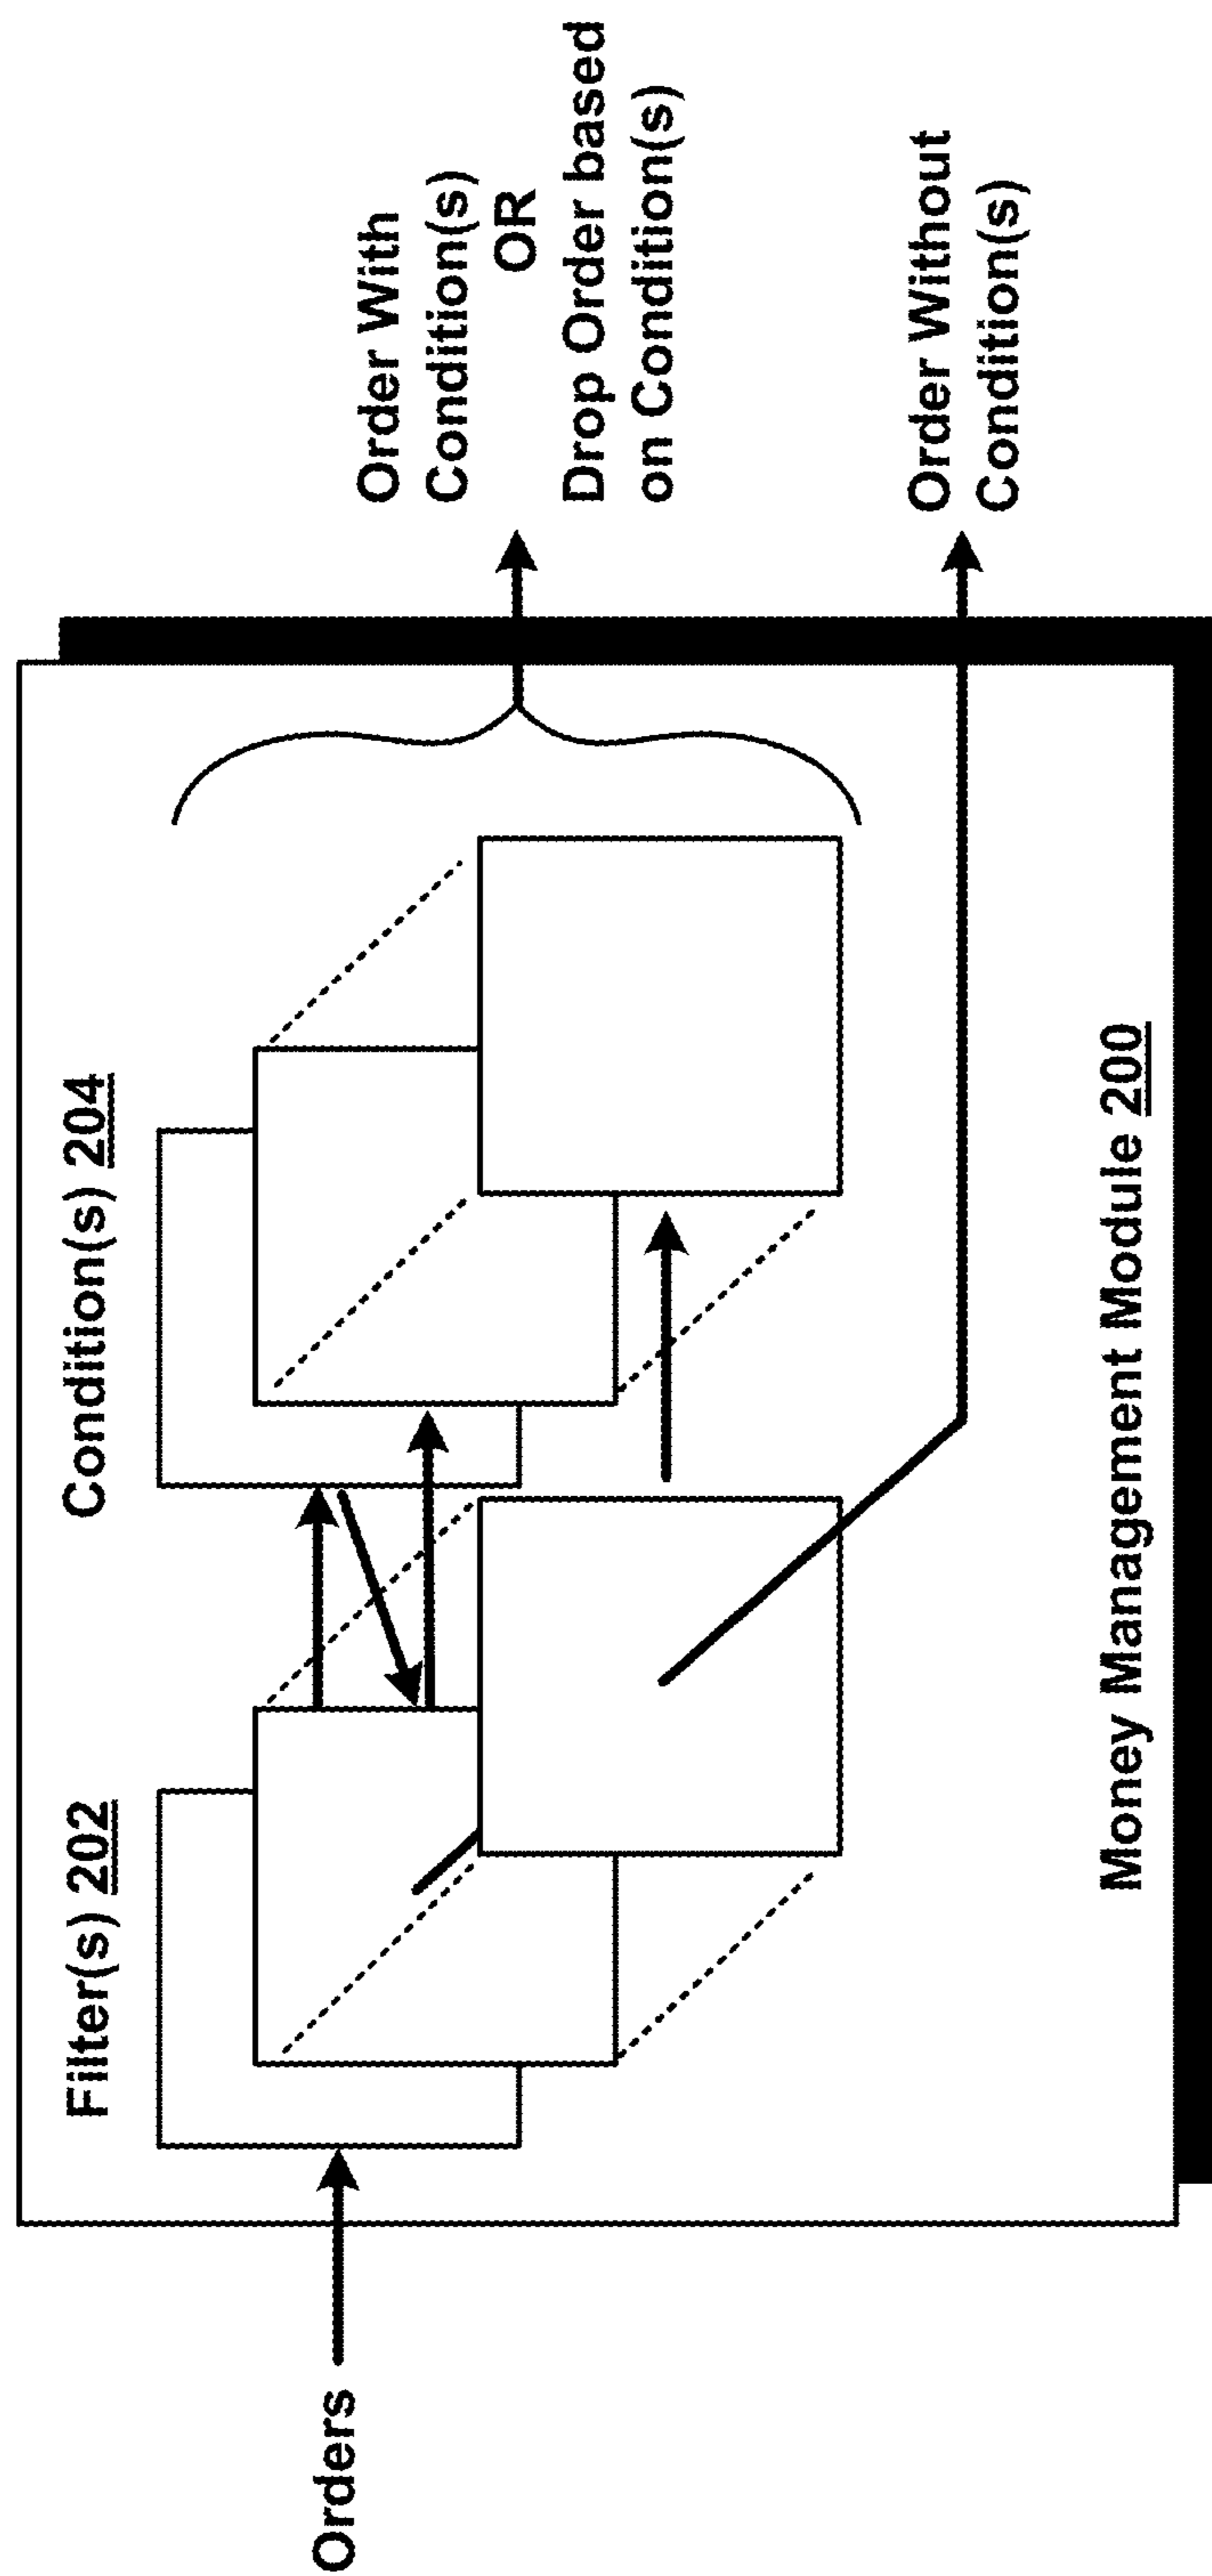 Filter(s) 202
Condition(s) 204
Orders
Order With
Condition(s)
OR
Drop Order based
on Condition(s)
Order Without
Condition(s)
Money Management Module 200